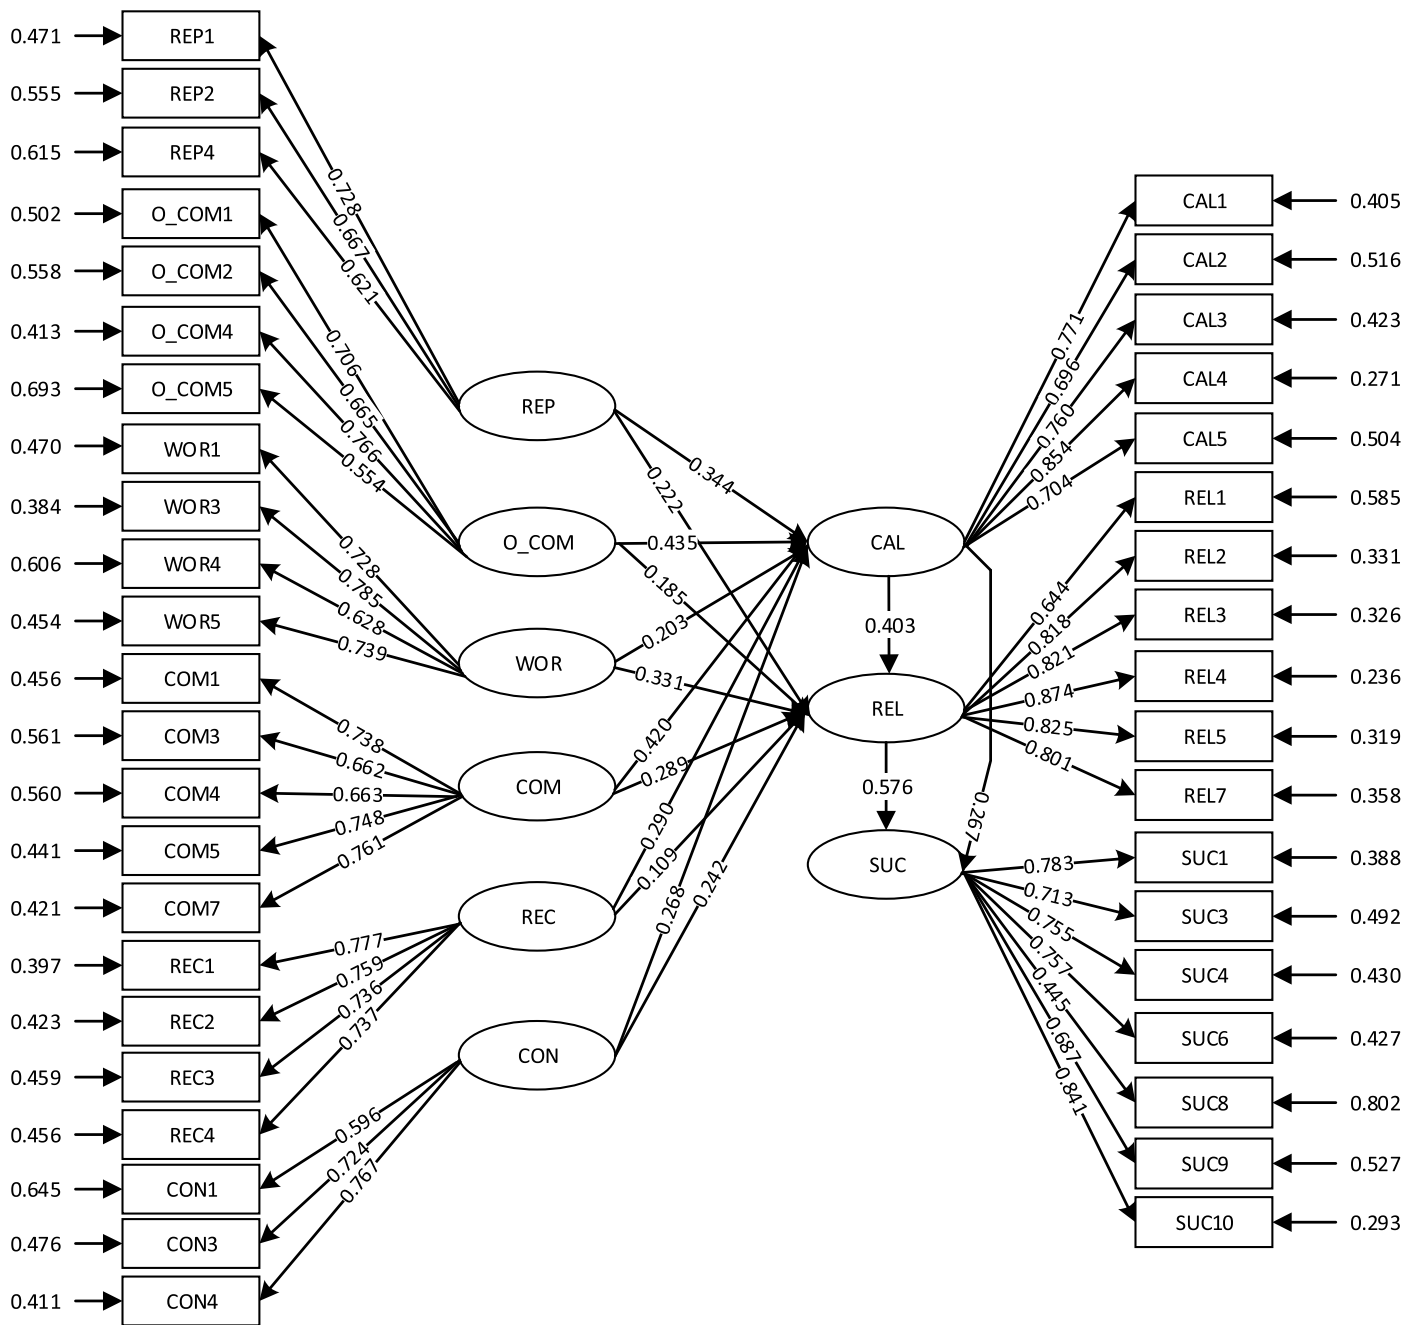 0.471 REP1
0.555 REP2
0.615 REP4
0.502 O_COM1
0.558 O_COM2
0.413 O_COM4
0.693 O_COM5
0.470 WOR1
0.384 WOR3
0.606 WOR4
0.454 WOR5
0.456 COM1
0.561 COM3
0.560 COM4
0.441 COM5
0.421 COM7
0.397 REC1
0.423 REC2
0.459 REC3
0.456 REC4
0.645 CON1
0.476 CON3
0.411 CON4
0.728
0.667
0.621
0.706
0.665
0.766
0.554
0.728
0.785
0.628
0.739
0.738
0.662
0.663
0.748
0.761
0.777
0.759
0.736
0.737
0.596
0.724
0.767
REP
O_COM
WOR
COM
REC
CON
0.344
0.222
0.435
0.185
0.203
0.331
0.420
0.289
0.290
0.109
0.268
0.242
CAL
0.403
REL
0.576
SUC
0.267
0.771
0.696
0.760
0.854
0.704
0.644
0.818
0.821
0.874
0.825
0.801
0.783
0.713
0.755
0.757
0.445
0.687
0.841
CAL1 0.405
CAL2 0.516
CAL3 0.423
CAL4 0.271
CAL5 0.504
REL1 0.585
REL2 0.331
REL3 0.326
REL4 0.236
REL5 0.319
REL7 0.358
SUC1 0.388
SUC3 0.492
SUC4 0.430
SUC6 0.427
SUC8 0.802
SUC9 0.527
SUC10 0.293